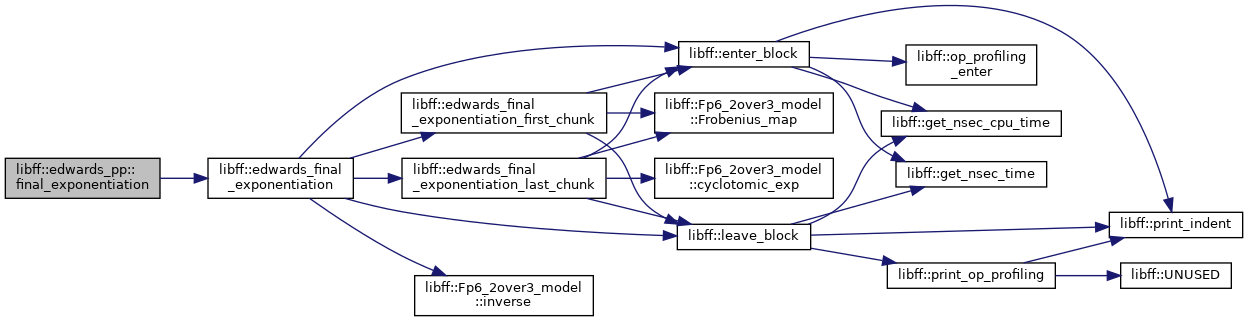 libff::edwards_pp::
final_exponentiation
libff::edwards_final
_exponentiation
libff::edwards_final
_exponentiation_first_chunk
libff::edwards_final
_exponentiation_last_chunk
libff::Fp6_2over3_model
::inverse
libff::enter_block
libff::Fp6_2over3_model
::Frobenius_map
libff::Fp6_2over3_model
::cyclotomic_exp
libff::leave_block
libff::op_profiling
_enter
libff::get_nsec_cpu_time
libff::get_nsec_time
libff::print_op_profiling
libff::print_indent
libff::UNUSED